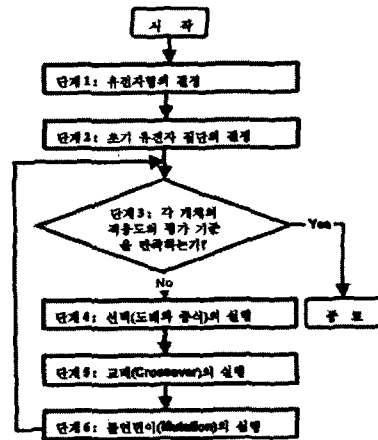 시 작
단계1: 유전자형의 결정
단계2: 초기 유전자 집단의 결정
단계3: 각 개체의
적응도의 평가 기준
을 만족하는가?
Yes
No
단계4: 선택(도태와 증식)의 실행
종 료
단계5: 교배(Crossover)의 실행
단계6: 돌연변이(Mutation)의 실행